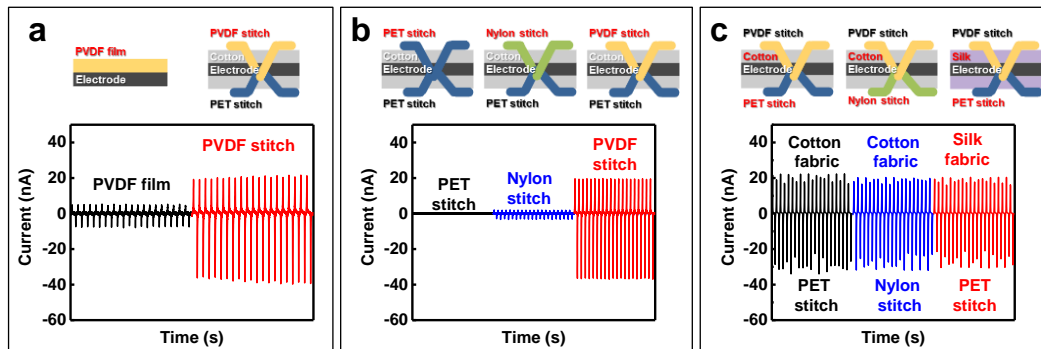 a
PVDF film
Electrode
PVDF stitch
Cotton
Electrode
PET stitch
Current (nA)
40
20
0
-20
-40
-60
PVDF film
PVDF stitch
Time (s)
b
PET stitch
Nylon stitch
PVDF stitch
Cotton
Electrode
Cotton
Electrode
Cotton
Electrode
PET stitch
PET stitch
PET stitch
Current (nA)
40
20
0
-20
-40
-60
PET
stitch
Nylon
stitch
PVDF
stitch
Time (s)
c
PVDF stitch
PVDF stitch
PVDF stitch
Cotton
Electrode
Cotton
Electrode
Silk
Electrode
PET stitch
Nylon stitch
PET stitch
Current (nA)
40
20
0
-20
-40
-60
Cotton
fabric
Cotton
fabric
Silk
fabric
PET
stitch
Nylon
stitch
PET
stitch
Time (s)